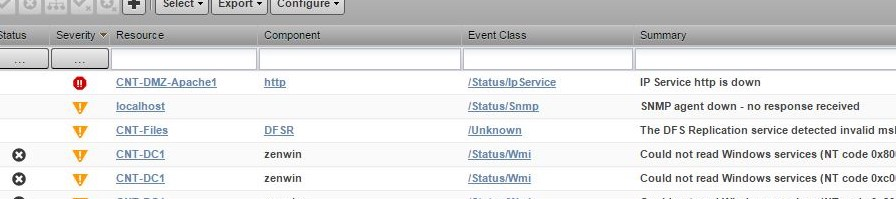 Select Export Configure
Status Severity Resource Component Event Class Summary
... ...
CNT-DMZ-Apache1 http /Status/IpService IP Service http is down
localhost /Status/Snmp SNMP agent down - no response received
CNT-Files DFSR /Unknown The DFS Replication service detected invalid msl
CNT-DC1 zenwin /Status/Wmi Could not read Windows services (NT code 0x80
CNT-DC1 zenwin /Status/Wmi Could not read Windows services (NT code 0xc0